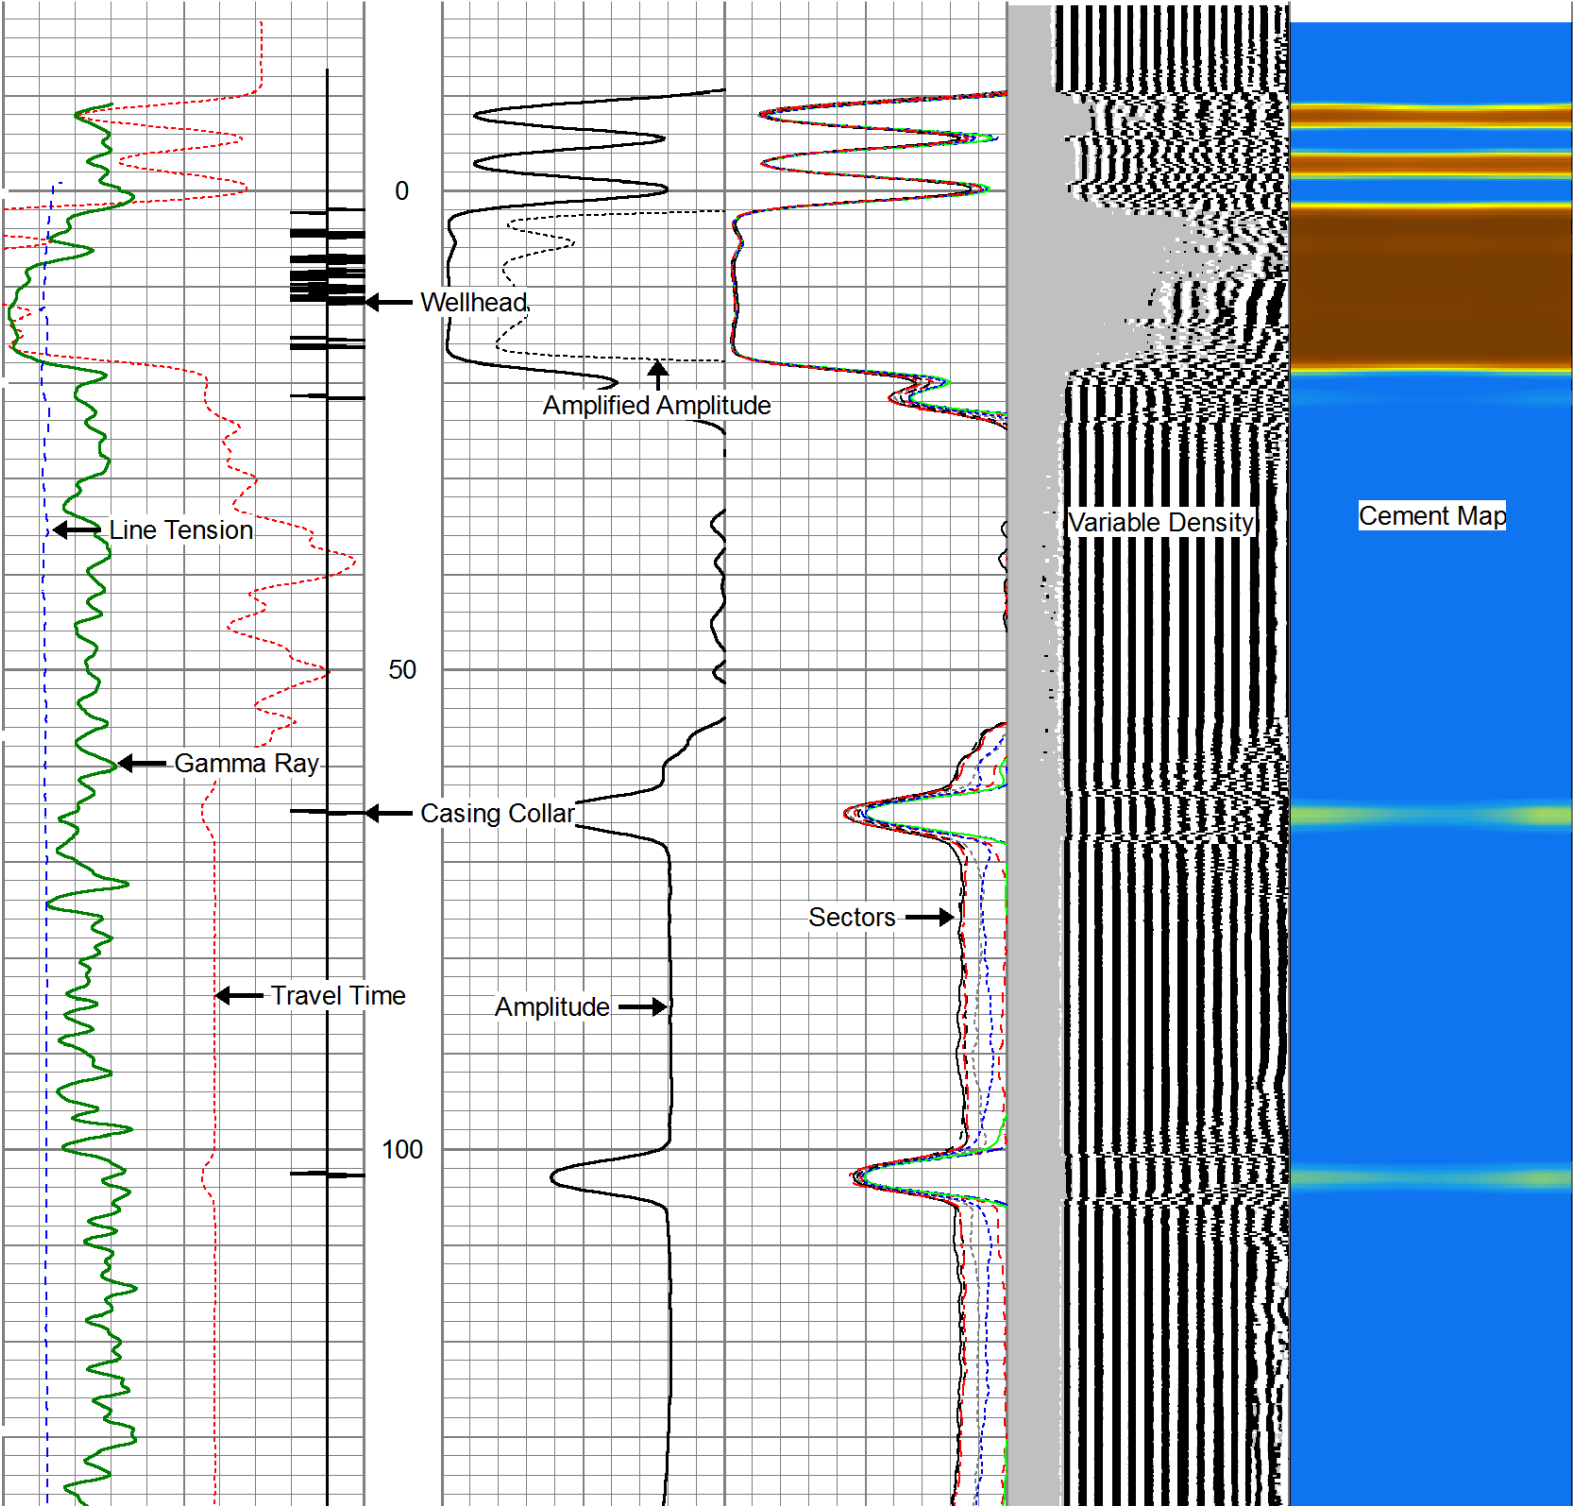 0
Wellhead
Amplified Amplitude
Variable Density
Cement Map
Line Tension
50
Gamma Ray
Casing Collar
Sectors
Travel Time
Amplitude
100